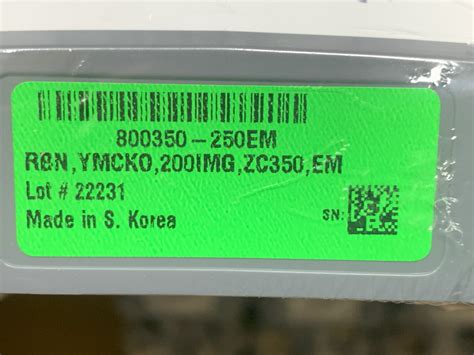 800350-250EM
RBN,YMCKO,200IMG,ZC350,EM
Lot # 22231
Made in S. Korea
SN: